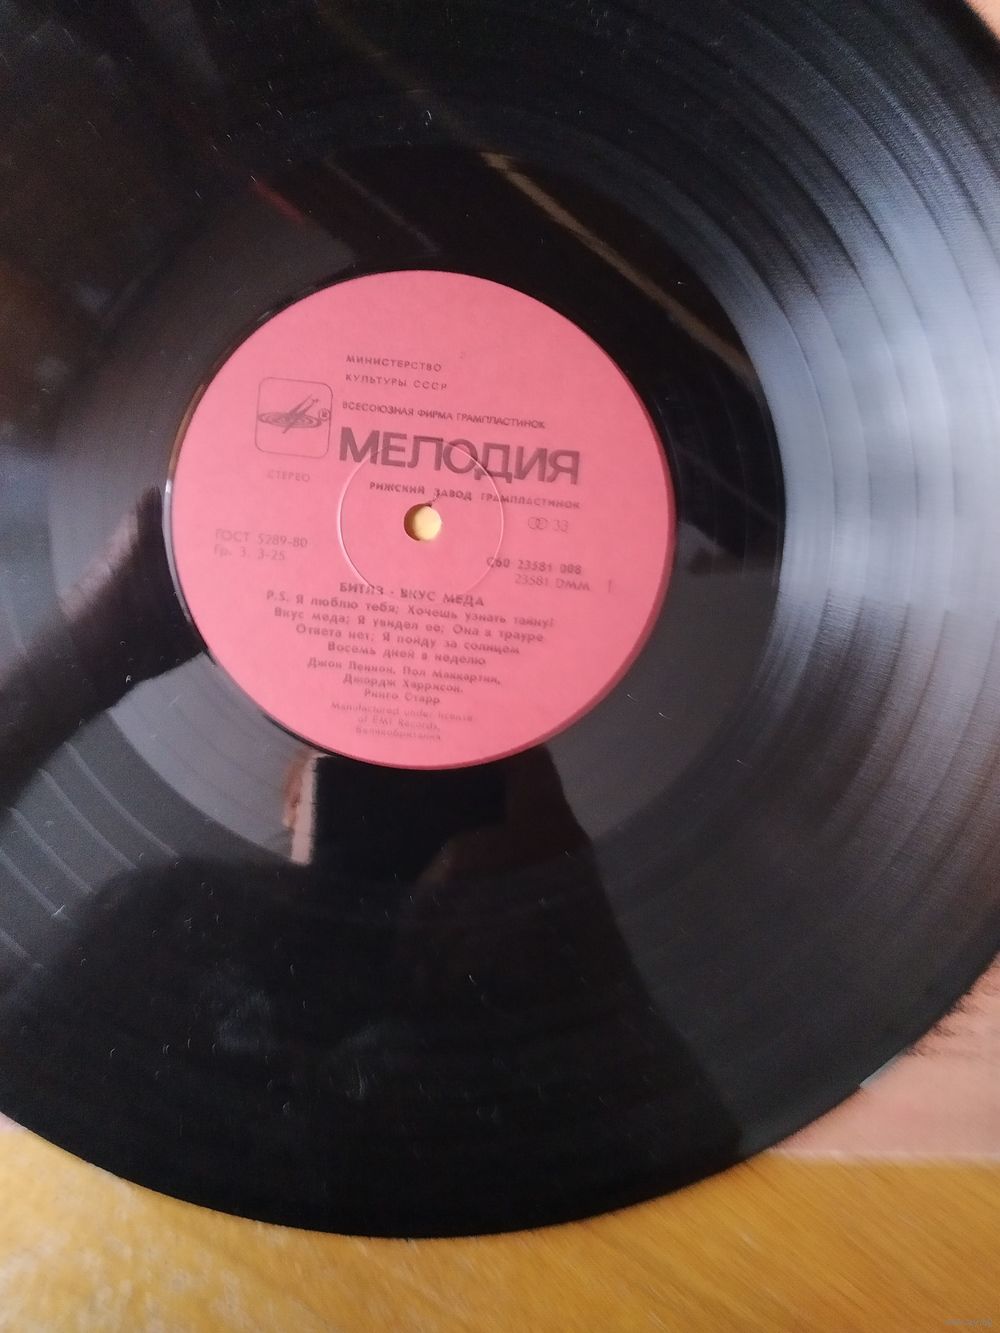 МИНИСТЕРСТВО
КУЛЬТУРЫ СССР
ВСЕСОЮЗНАЯ ФИРМА ГРАМПЛАСТИНОК
МЕЛОДИЯ
РИЖСКИЙ ЗАВОД ГРАМПЛАСТИНОК
СТЕРЕО
33
ГОСТ 5289-80
Гр. 3. 3-25
С60 23581 008
23581 DMM 1
БИТЛЗ · ВКУС МЕДА
P.S. Я люблю тебя; Хочешь узнать тайну?
Вкус меда; Я увидел ее; Она в трауре
Ответа нет; Я пойду за солнцем
Восемь дней в неделю
Джон Леннон, Пол Маккартни,
Джордж Харрисон,
Ринго Старр
Manufactured under license
of EMI Records,
Великобритания